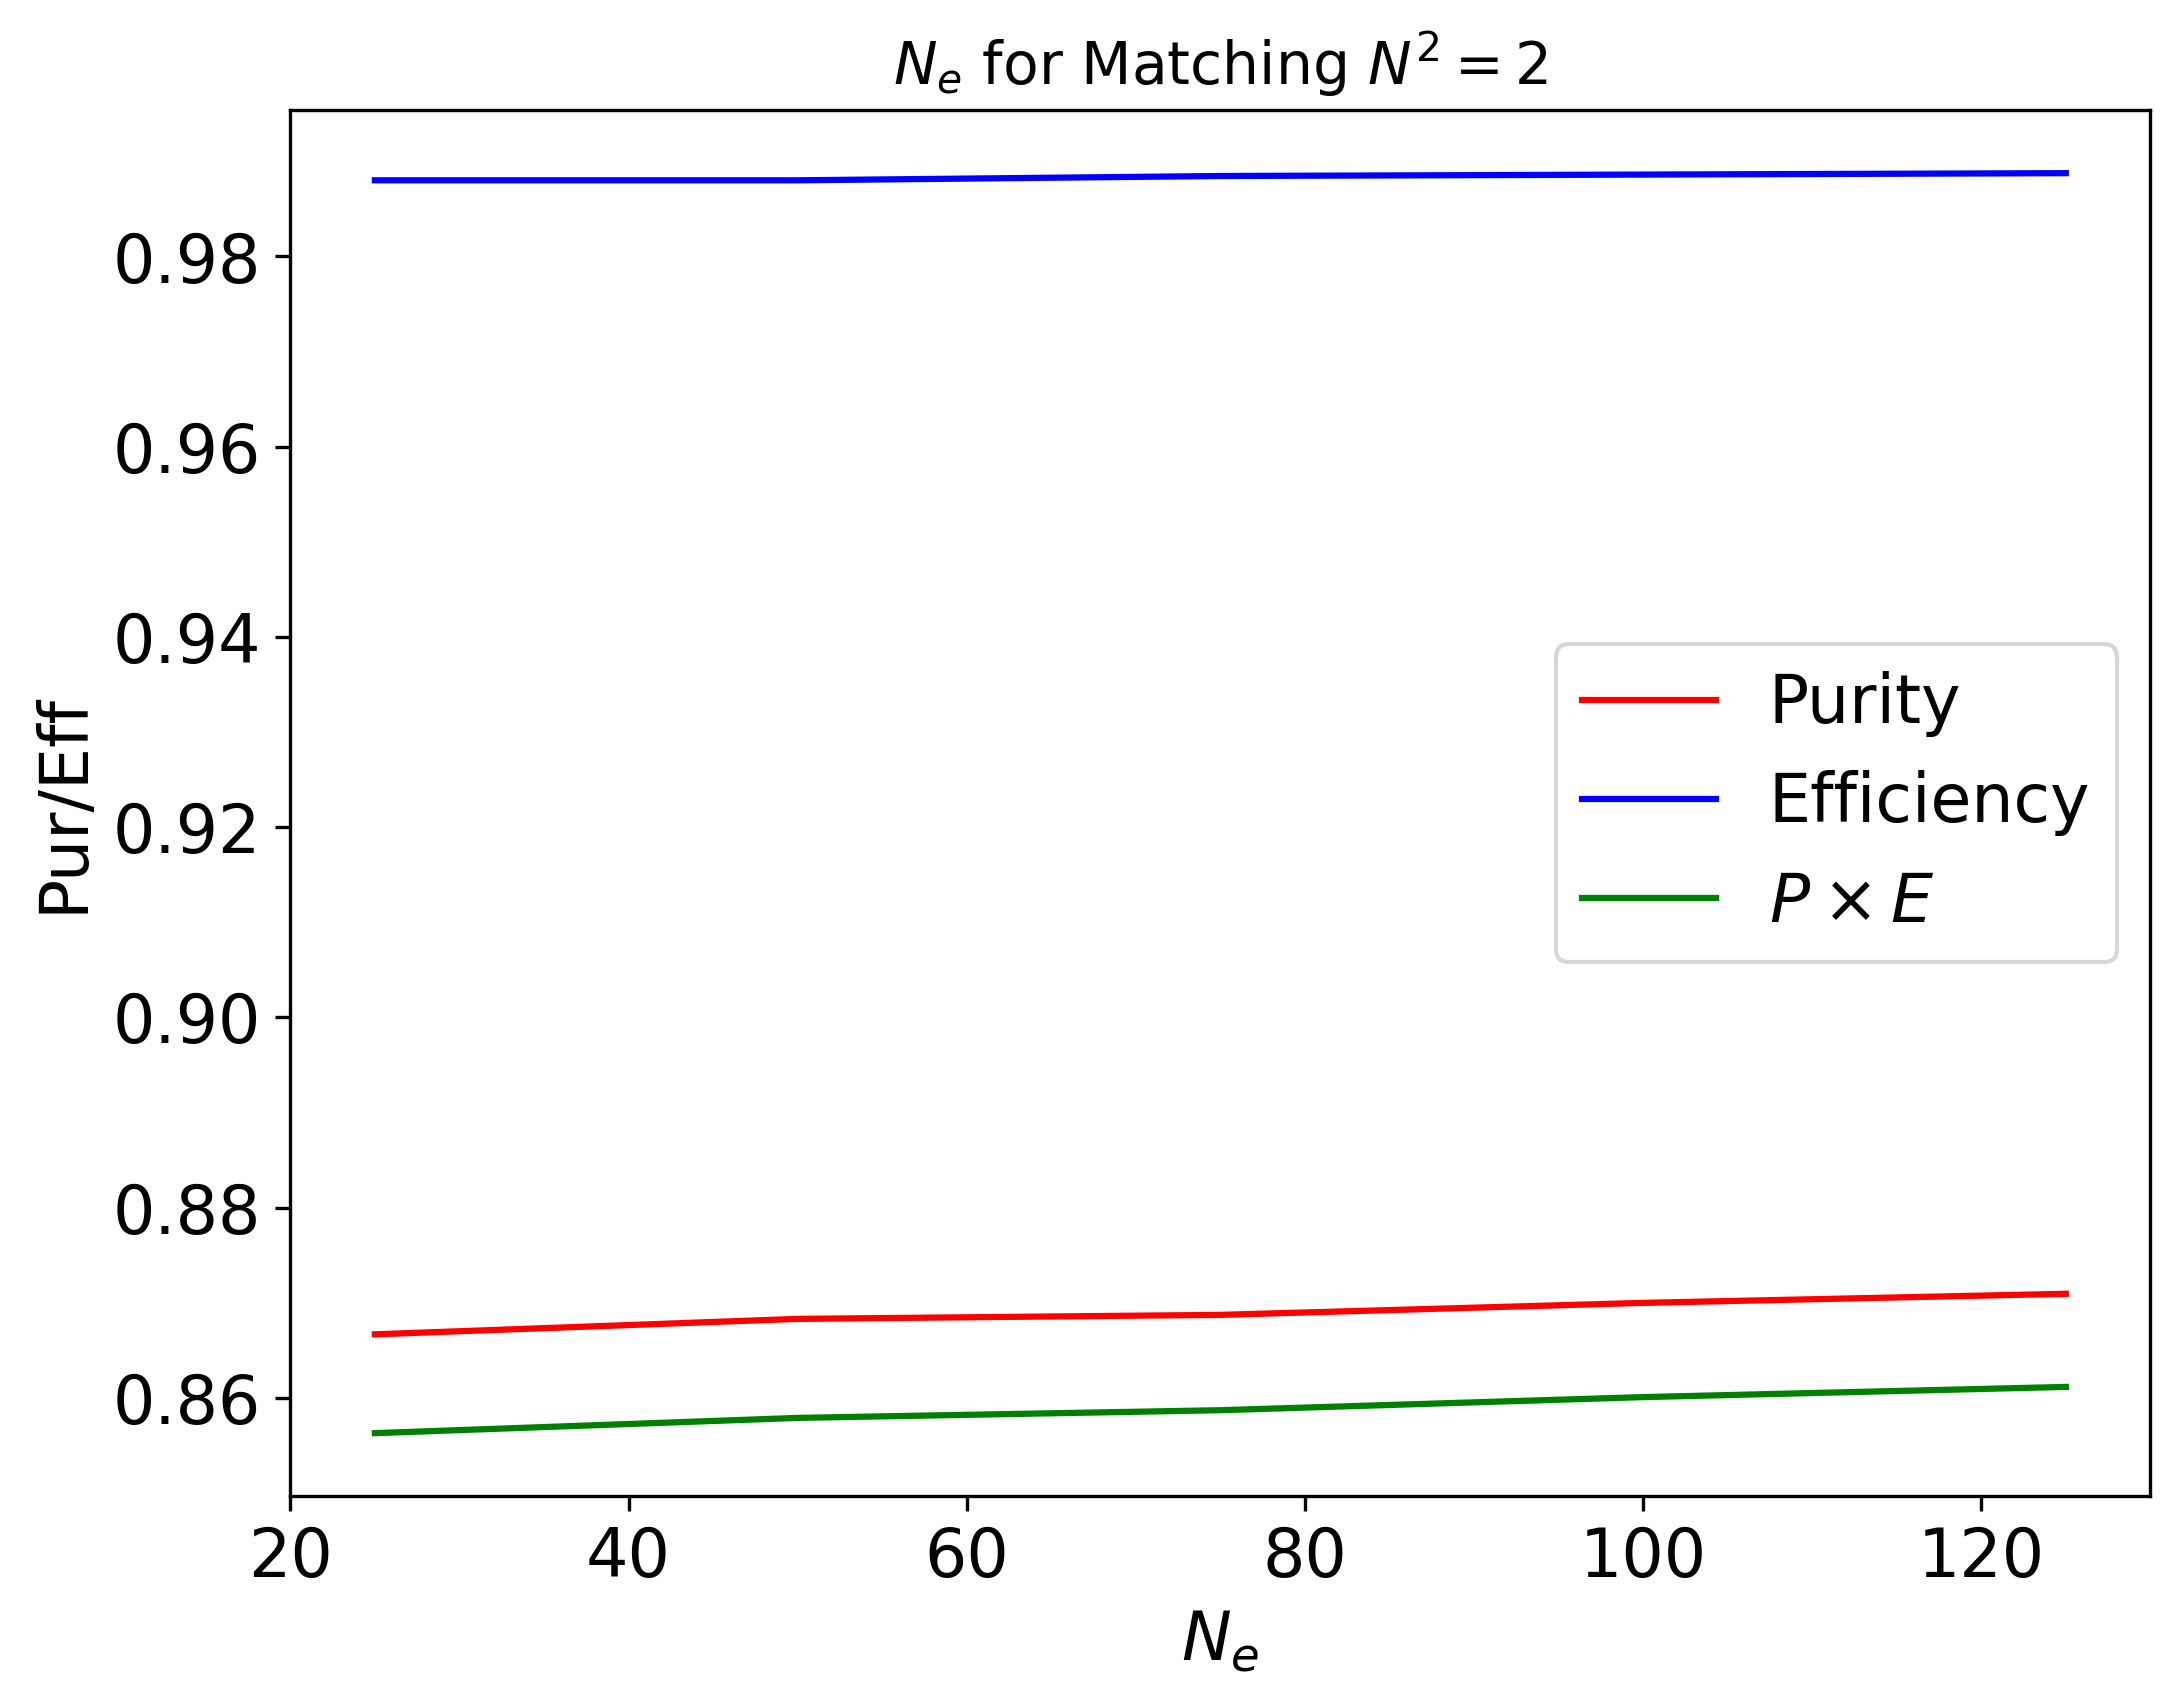 N_e for Matching N² = 2
Pur/Eff
0.98
0.96
0.94
0.92
0.90
0.88
0.86
Purity
Efficiency
P × E
20 40 60 80 100 120
N_e